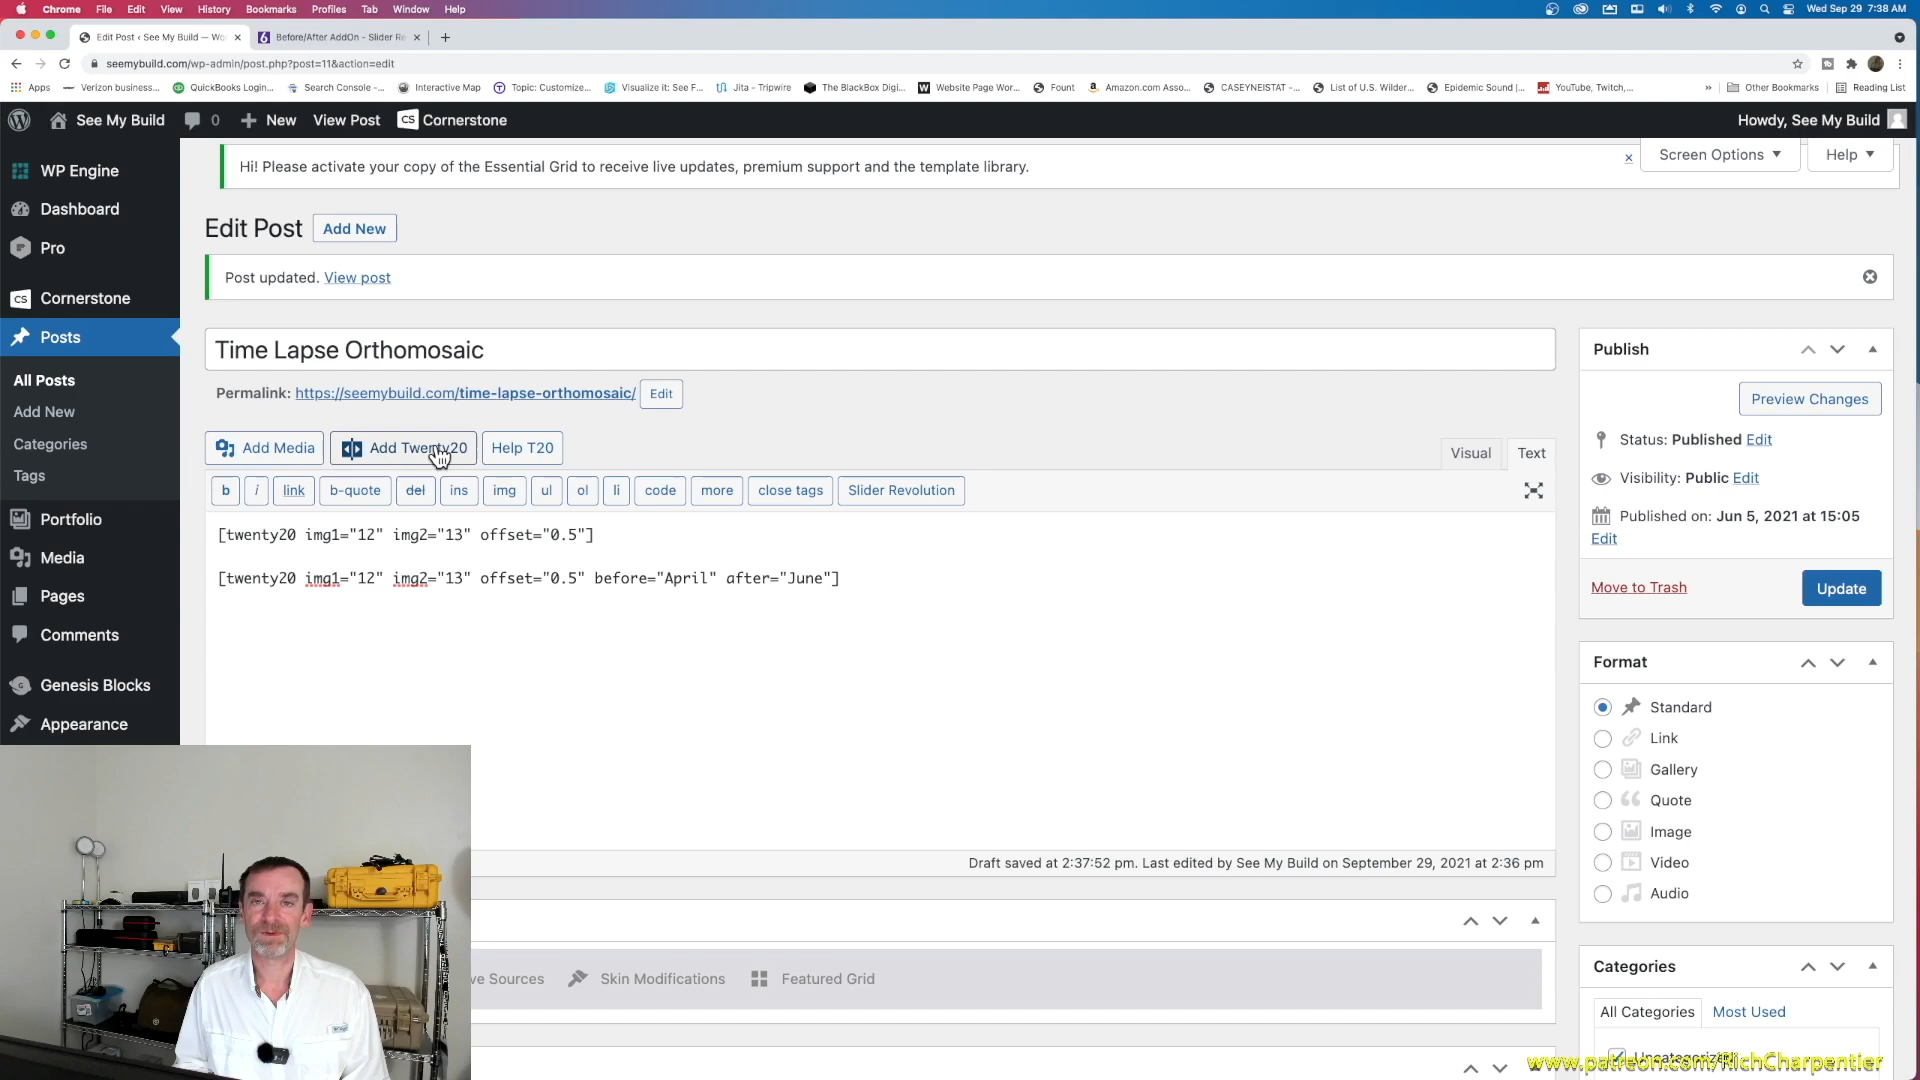 Chrome File Edit View History Bookmarks Profiles Tab Window Help
Wed Sep 29 7:38 AM
Edit Post ‹ See My Build — Wo
Before/After AddOn - Slider Re
seemybuild.com/wp-admin/post.php?post=11&action=edit
Apps
Verizon business...
QuickBooks Login...
Search Console -...
Interactive Map
Topic: Customize...
Visualize it: See F...
Jita - Tripwire
The BlackBox Digi...
Website Page Wor...
Fount
Amazon.com Asso...
CASEYNEISTAT -...
List of U.S. Wilder...
Epidemic Sound |...
YouTube, Twitch,...
»
Other Bookmarks
Reading List
See My Build
0
New
View Post
CS Cornerstone
Howdy, See My Build
WP Engine
Dashboard
Pro
CS Cornerstone
Posts
All Posts
Add New
Categories
Tags
Portfolio
Media
Pages
Comments
Genesis Blocks
Appearance
Hi! Please activate your copy of the Essential Grid to receive live updates, premium support and the template library.
Screen Options
Help
Edit Post
Add New
Post updated. View post
Time Lapse Orthomosaic
Permalink: https://seemybuild.com/time-lapse-orthomosaic/ Edit
Add Media
Add Twenty20
Help T20
Visual
Text
b
i
link
b-quote
del
ins
img
ul
ol
li
code
more
close tags
Slider Revolution
[twenty20 img1="12" img2="13" offset="0.5"]
[twenty20 img1="12" img2="13" offset="0.5" before="April" after="June"]
Draft saved at 2:37:52 pm. Last edited by See My Build on September 29, 2021 at 2:36 pm
ve Sources
Skin Modifications
Featured Grid
Publish
Preview Changes
Status: Published Edit
Visibility: Public Edit
Published on: Jun 5, 2021 at 15:05
Edit
Move to Trash
Update
Format
Standard
Link
Gallery
Quote
Image
Video
Audio
Categories
All Categories
Most Used
Uncategorized
www.patreon.com/RichCharpentier